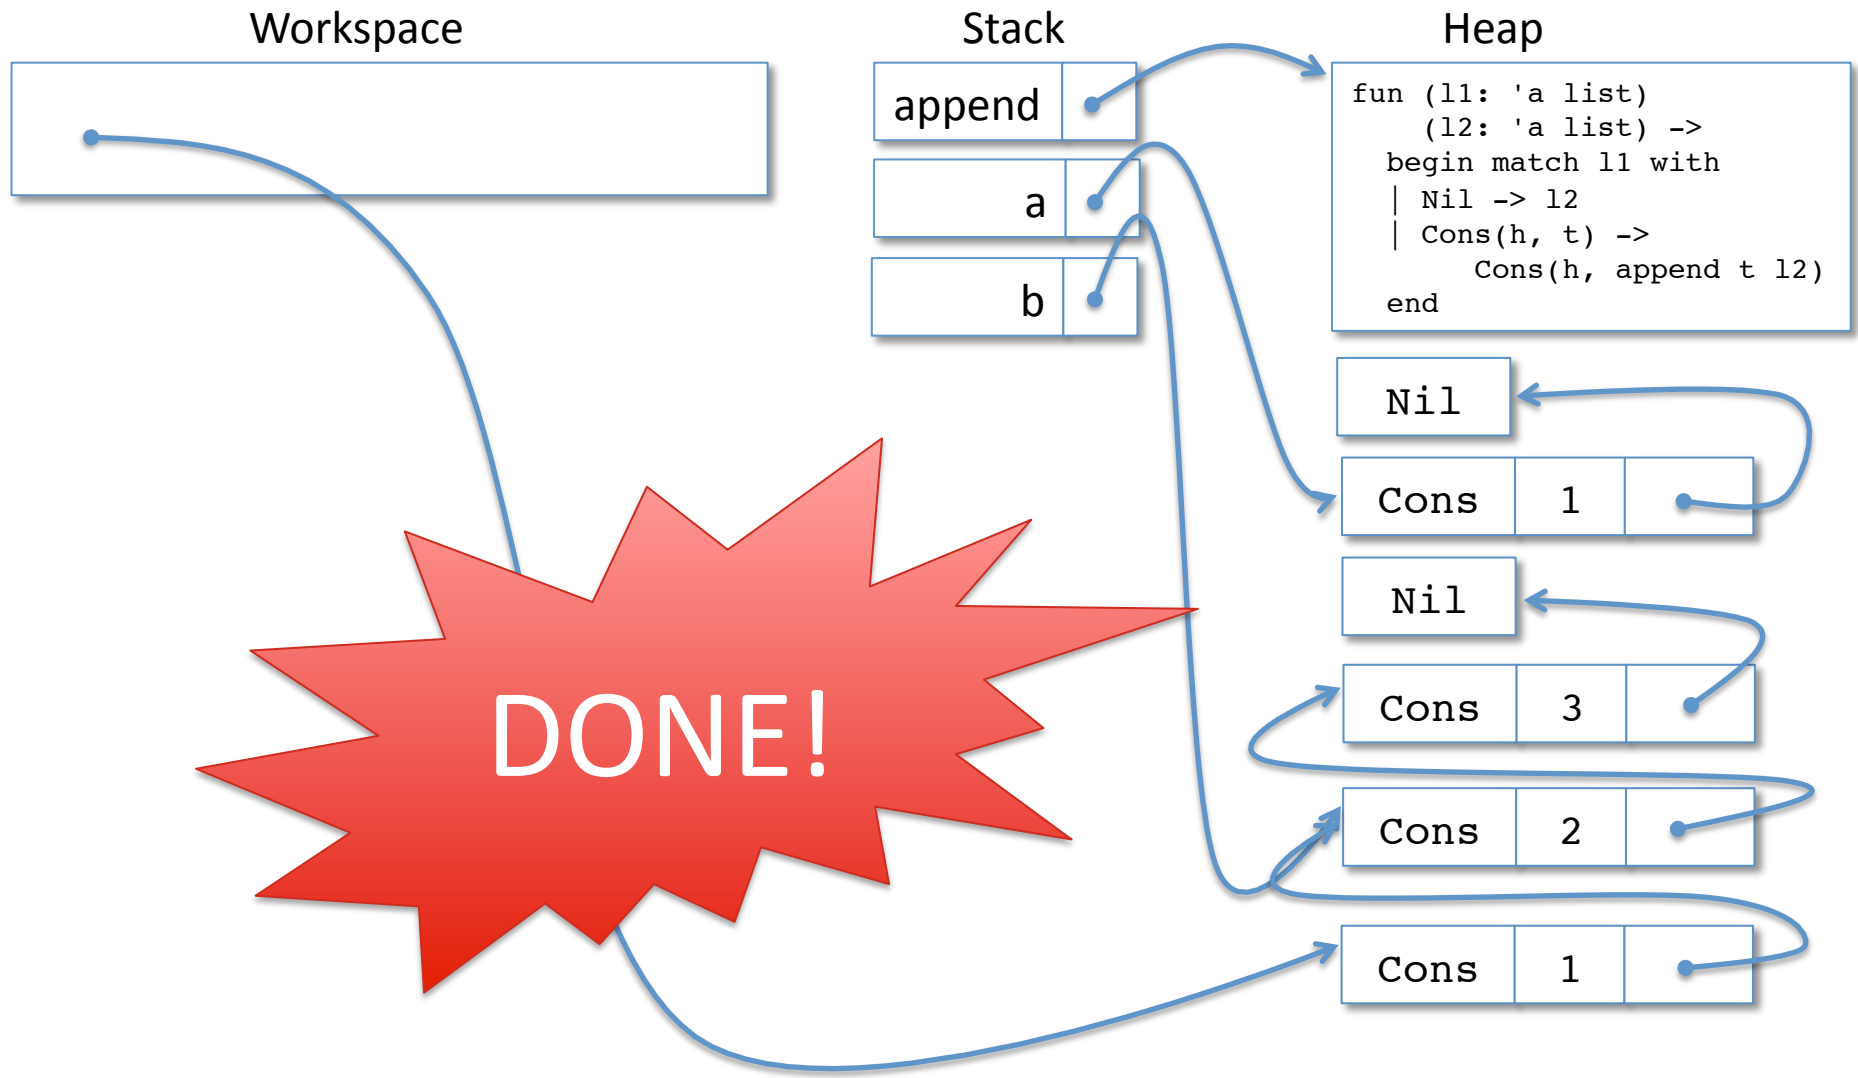 Workspace
Stack
Heap
append
a
b
fun (l1: 'a list)
(l2: 'a list) ->
begin match l1 with
| Nil -> l2
| Cons(h, t) ->
Cons(h, append t l2)
end
Nil
Cons 1
Nil
Cons 3
Cons 2
Cons 1
DONE!